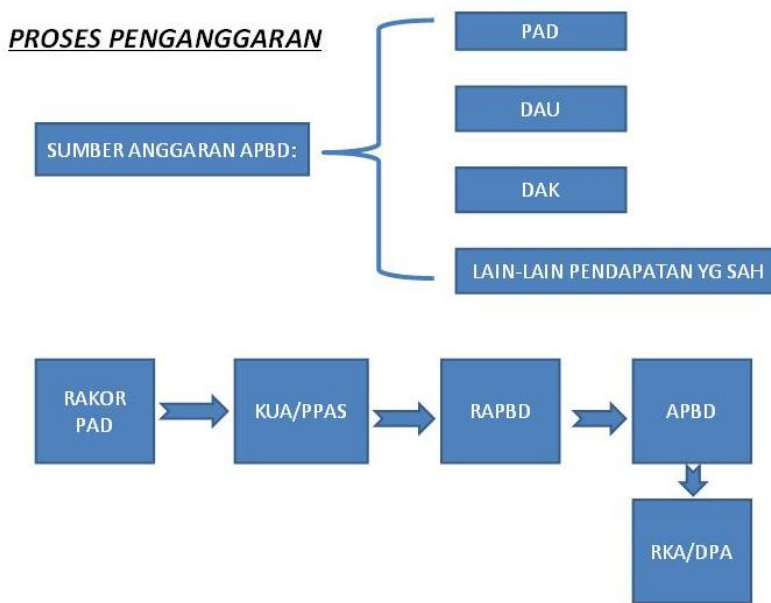 PROSES PENGANGGARAN
SUMBER ANGGARAN APBD:
PAD
DAU
DAK
LAIN-LAIN PENDAPATAN YG SAH
RAKOR
PAD
KUA/PPAS
RAPBD
APBD
RKA/DPA